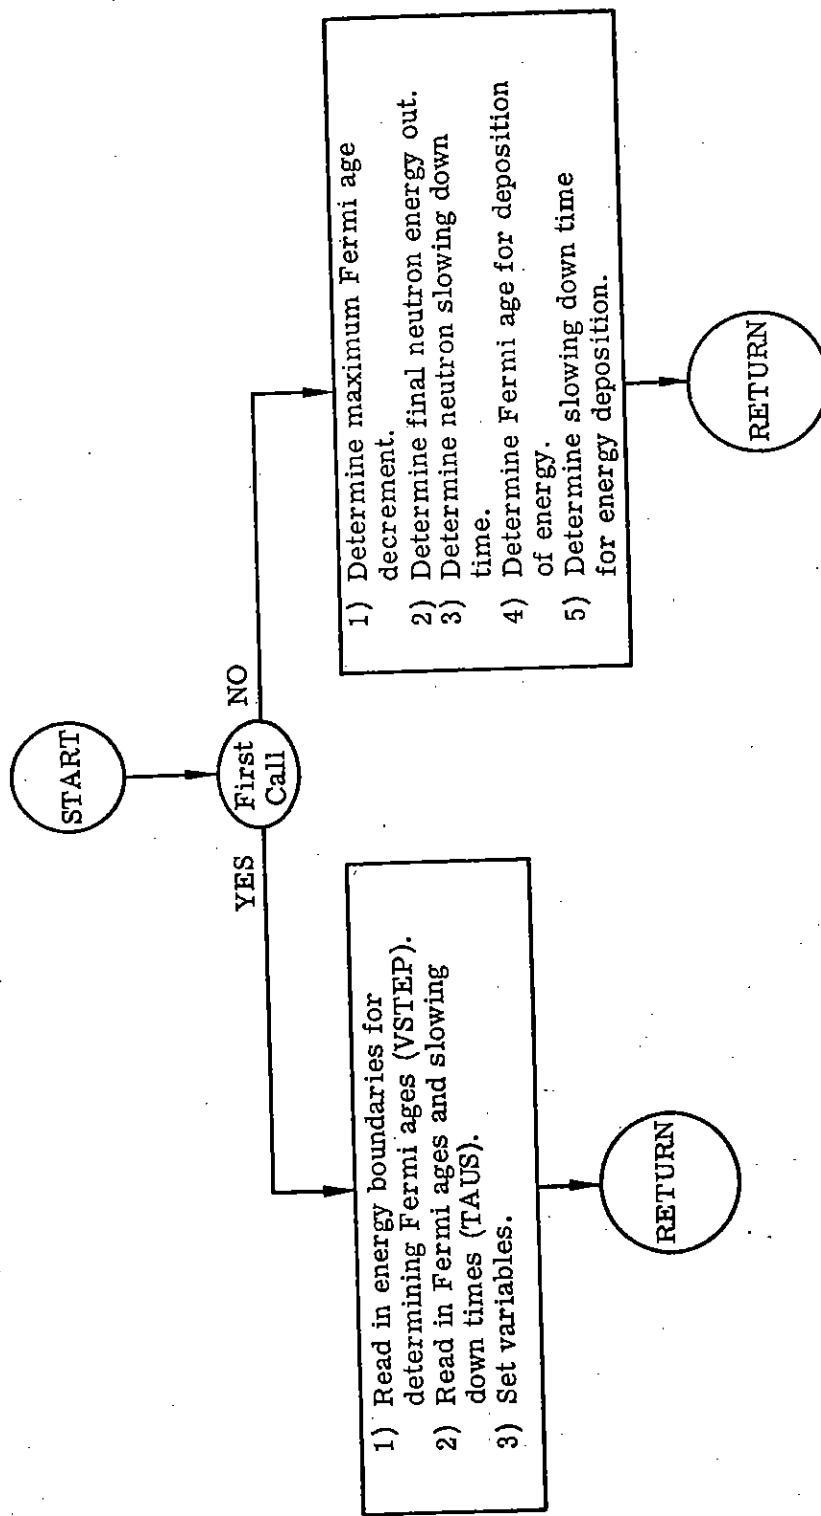 START
First
Call
YES
NO
1) Read in energy boundaries for
determining Fermi ages (VSTEP).
2) Read in Fermi ages and slowing
down times (TAUS).
3) Set variables.
RETURN
1) Determine maximum Fermi age
decrement.
2) Determine final neutron energy out.
3) Determine neutron slowing down
time.
4) Determine Fermi age for deposition
of energy.
5) Determine slowing down time
for energy deposition.
RETURN